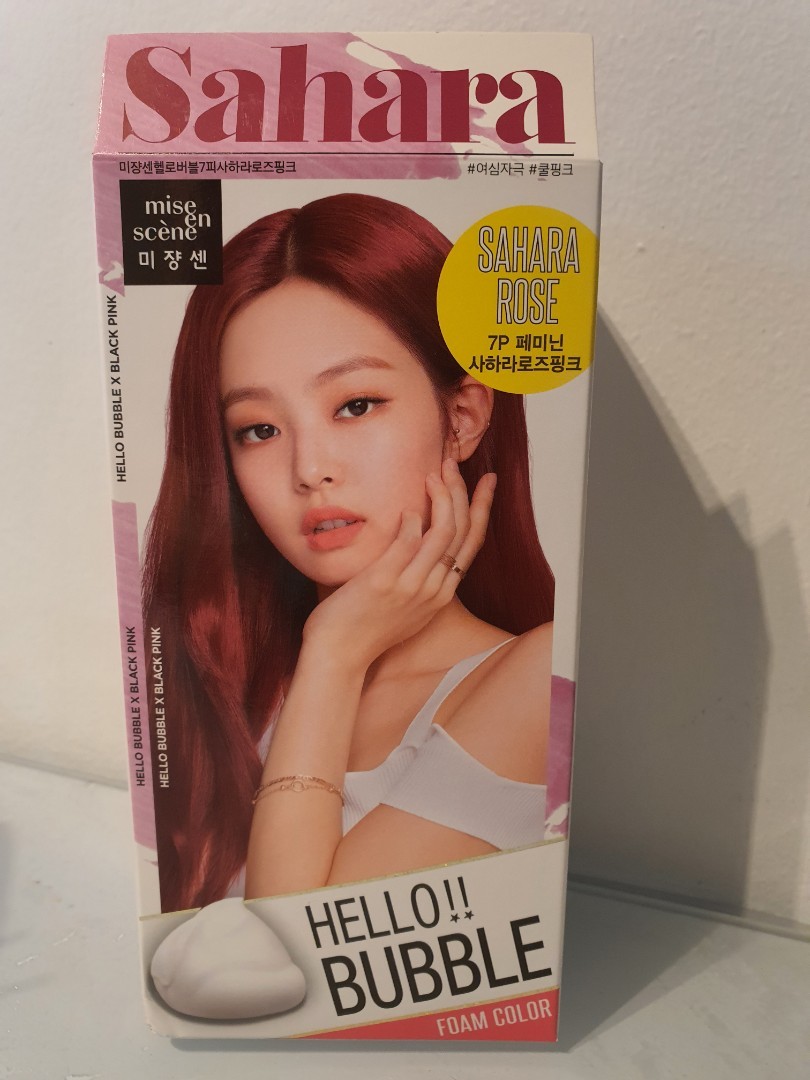 Sahara
미쟝센헬로버블7피사하라로즈핑크
#여심자극 #쿨핑크
mise
en
scène
미쟝센
SAHARA
ROSE
7P 페미닌
사하라로즈핑크
HELLO BUBBLE X BLACK PINK
HELLO BUBBLE X BLACK PINK
HELLO BUBBLE X BLACK PINK
HELLO!!
BUBBLE
FOAM COLOR